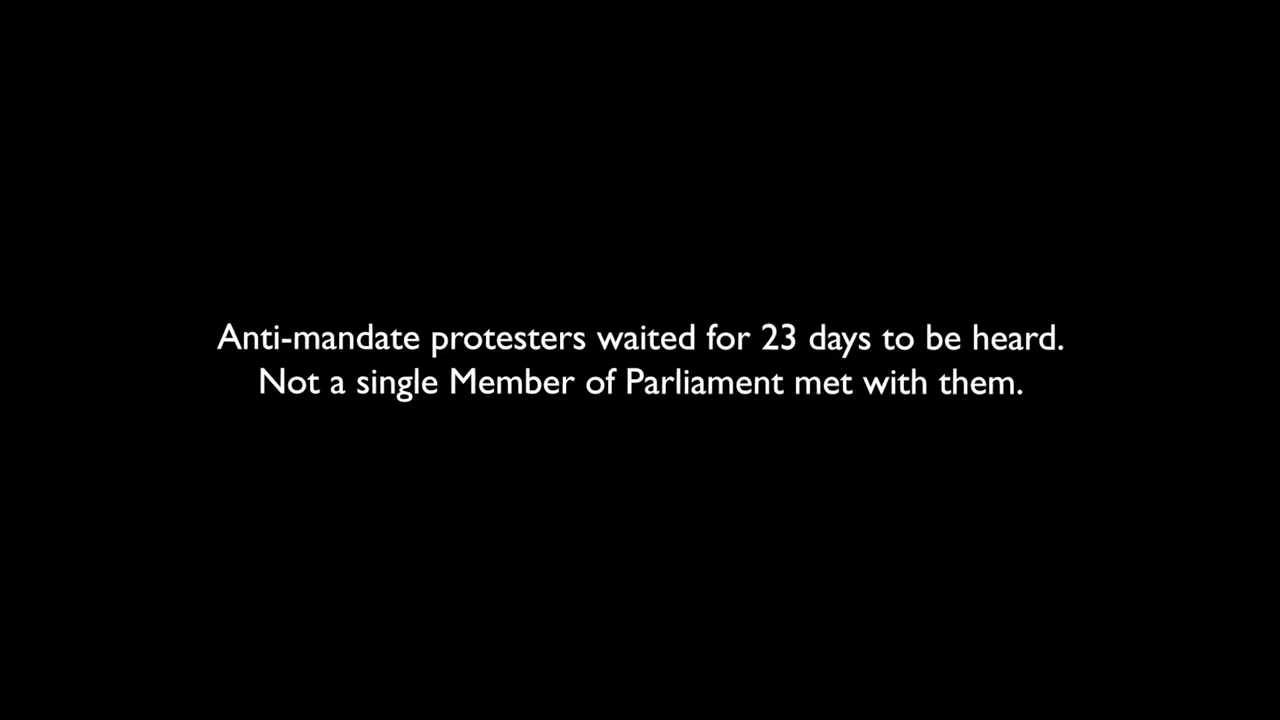 Anti-mandate protesters waited for 23 days to be heard.
Not a single Member of Parliament met with them.